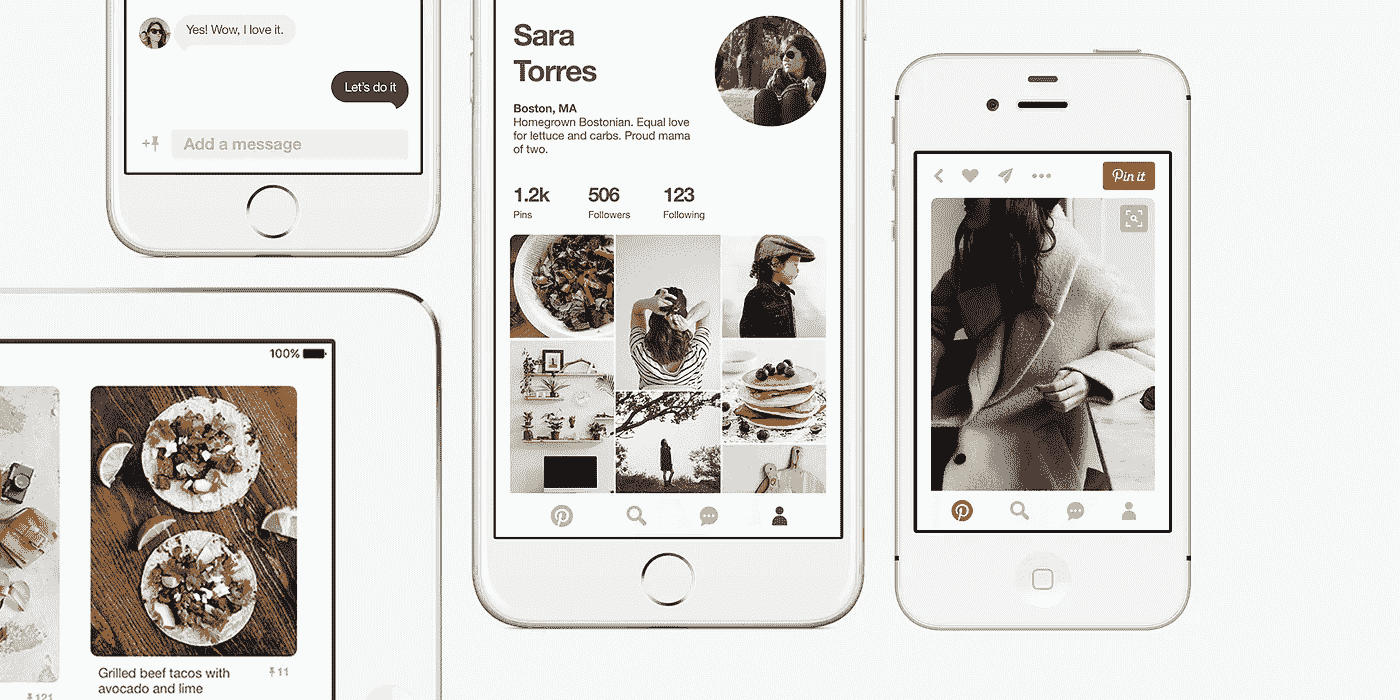 Yes! Wow, I love it.
Let's do it
Add a message
Sara
Torres
Boston, MA
Homegrown Bostonian. Equal love
for lettuce and carbs. Proud mama
of two.
1.2k
506
123
Pins
Followers
Following
Pin it
100%
Grilled beef tacos with
avocado and lime
11
121